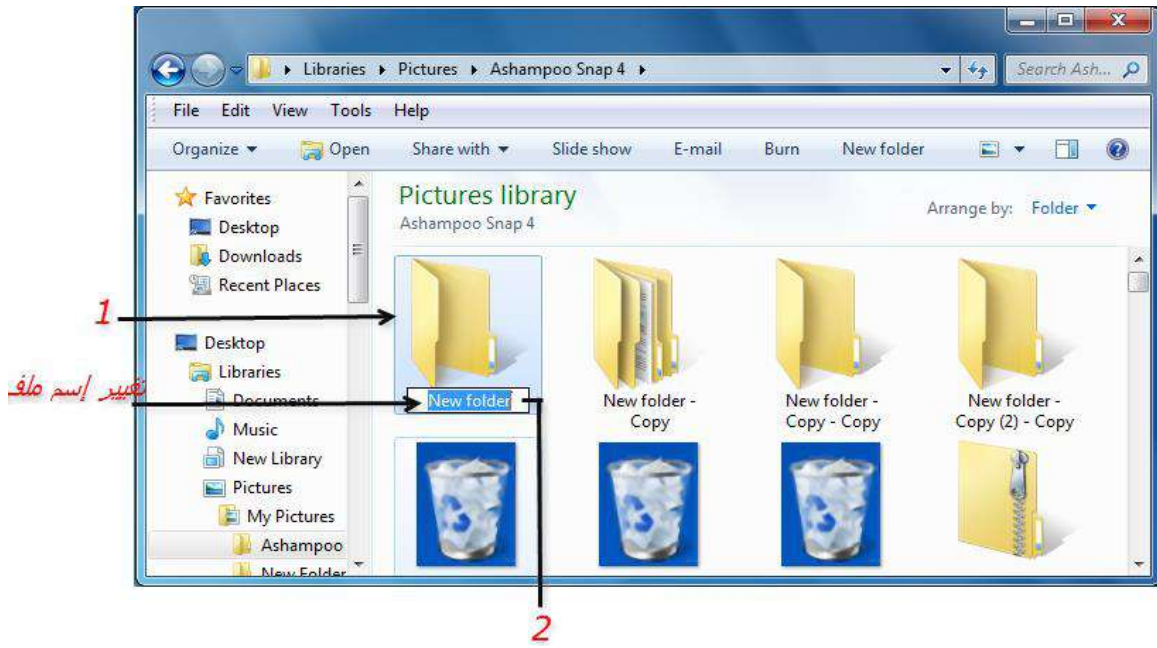 Libraries Pictures Ashampoo Snap 4
Search Ash...
File Edit View Tools Help
Organize Open Share with Slide show E-mail Burn New folder
Favorites
Desktop
Downloads
Recent Places
Desktop
Libraries
Documents
Music
New Library
Pictures
My Pictures
Ashampoo
New Folder
Pictures library
Ashampoo Snap 4
Arrange by: Folder
New folder
New folder -
Copy
New folder -
Copy - Copy
New folder -
Copy (2) - Copy
1
تغيير إسم ملف
2